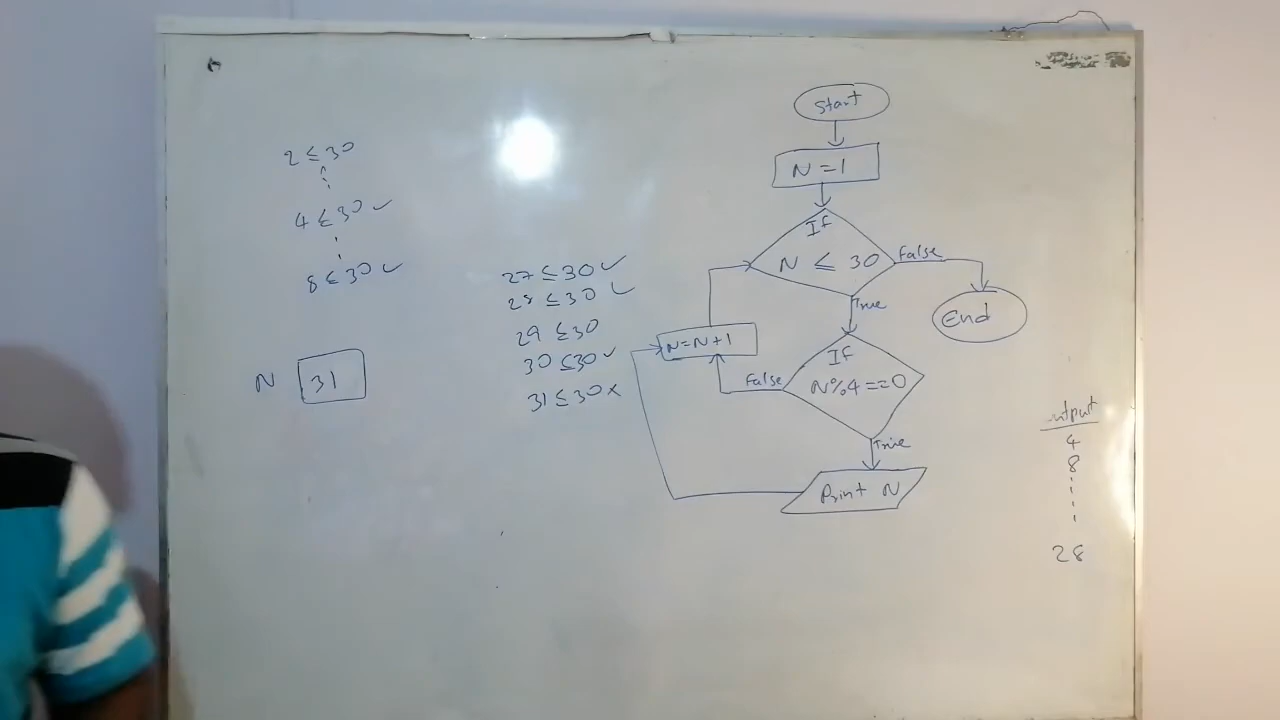 2 ≤ 30
4 ≤ 30 ✓
8 ≤ 30 ✓
N 31
27 ≤ 30 ✓
28 ≤ 30 ✓
29 ≤ 30
30 ≤ 30 ✓
31 ≤ 30 ×
Start
N = 1
If
N ≤ 30
False
True
End
N = N + 1
If
N%4 == 0
False
True
Print N
utput
4
8
28